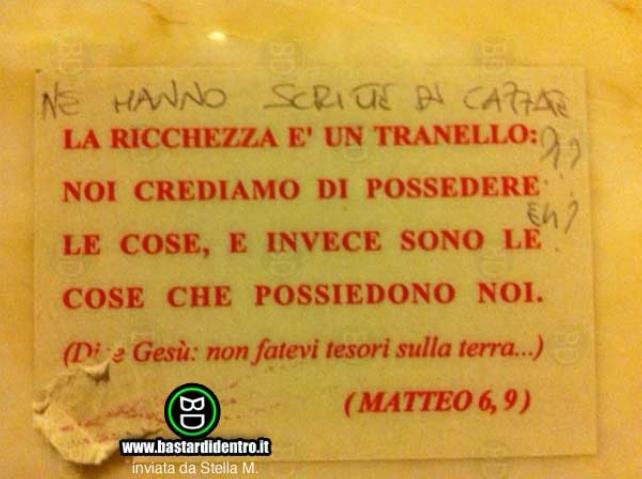 NE HANNO SCRITTE DI CAZZATE
LA RICCHEZZA E' UN TRANELLO: ??
NOI CREDIAMO DI POSSEDERE
EH?
LE COSE, E INVECE SONO LE
COSE CHE POSSIEDONO NOI.
(Dice Gesù: non fatevi tesori sulla terra...)
(MATTEO 6, 9)
BD
www.bastardidentro.it
inviata da Stella M.